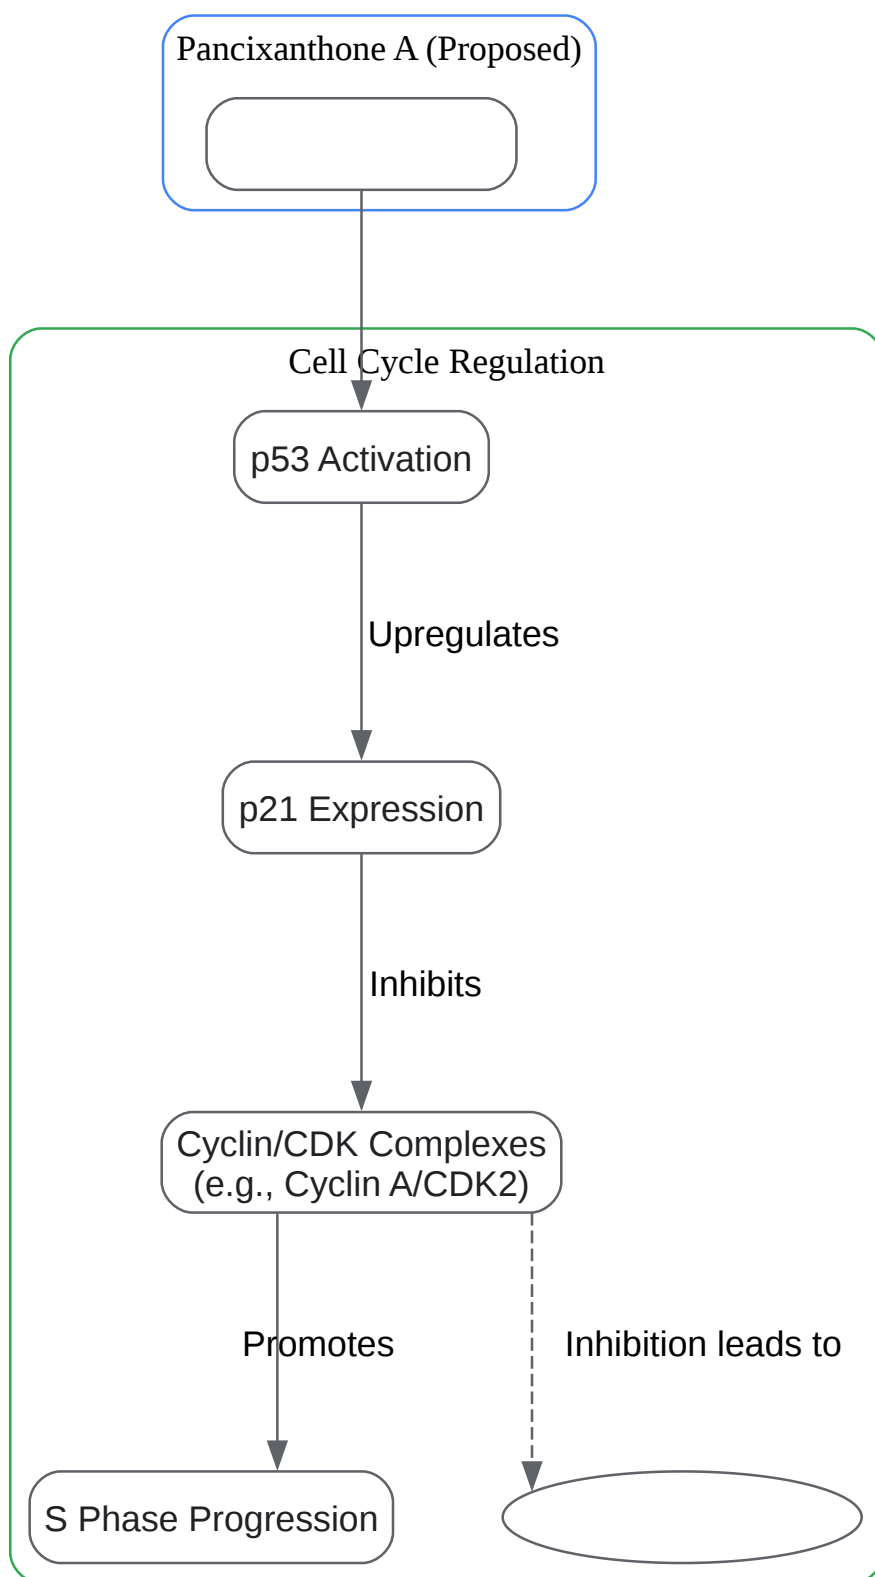 Pancixanthone A (Proposed)
Cell Cycle Regulation
p53 Activation
Upregulates
p21 Expression
Inhibits
Cyclin/CDK Complexes
(e.g., Cyclin A/CDK2)
Promotes
Inhibition leads to
S Phase Progression